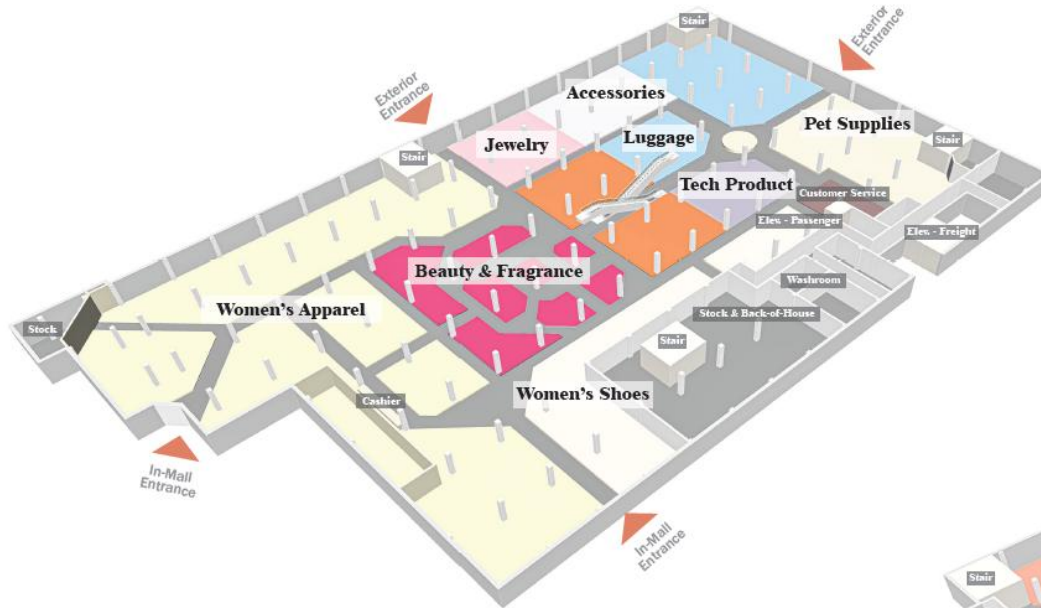 Stair
Exterior
Entrance
Exterior
Entrance
Accessories
Jewelry
Luggage
Pet Supplies
Stair
Stair
Tech Product
Customer Service
Elev. - Passenger
Elev. - Freight
Beauty & Fragrance
Washroom
Women's Apparel
Stock & Back-of-House
Stock
Stair
Women's Shoes
Cashier
In-Mall
Entrance
In-Mall
Entrance
Stair